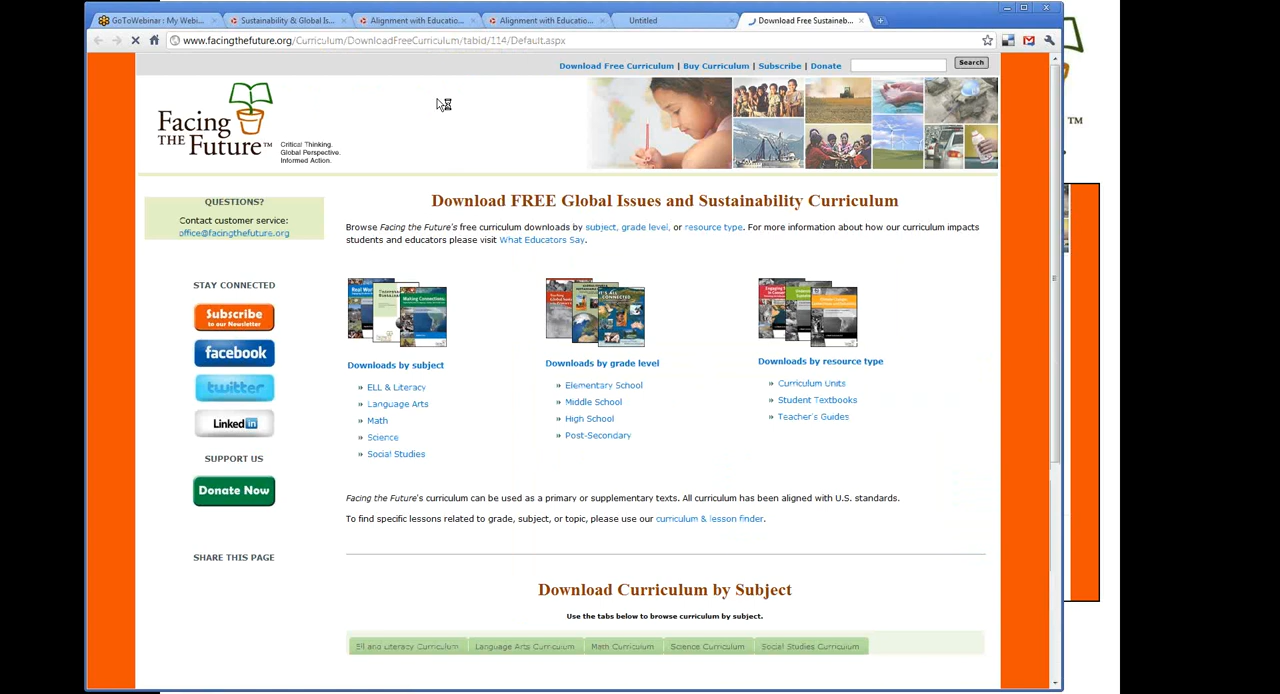 GoToWebinar : My Webi...
Sustainability & Global Is...
Alignment with Educatio...
Alignment with Educatio...
Untitled
Download Free Sustainab...
www.facingthefuture.org/Curriculum/DownloadFreeCurriculum/tabid/114/Default.aspx
Download Free Curriculum | Buy Curriculum | Subscribe | Donate
Search
Facing
THE Future™
Critical Thinking.
Global Perspective.
Informed Action.
TM
QUESTIONS?
Contact customer service:
office@facingthefuture.org
STAY CONNECTED
Subscribe
to our Newsletter
facebook
twitter
Linked in
SUPPORT US
Donate Now
SHARE THIS PAGE
Download FREE Global Issues and Sustainability Curriculum
Browse Facing the Future's free curriculum downloads by subject, grade level, or resource type. For more information about how our curriculum impacts
students and educators please visit What Educators Say.
Downloads by subject
» ELL & Literacy
» Language Arts
» Math
» Science
» Social Studies
Downloads by grade level
» Elementary School
» Middle School
» High School
» Post-Secondary
Downloads by resource type
» Curriculum Units
» Student Textbooks
» Teacher's Guides
Facing the Future's curriculum can be used as a primary or supplementary texts. All curriculum has been aligned with U.S. standards.
To find specific lessons related to grade, subject, or topic, please use our curriculum & lesson finder.
Download Curriculum by Subject
Use the tabs below to browse curriculum by subject.
and Literacy Curriculum
Language Arts Curriculum
Math Curriculum
Science Curriculum
Social Studies Curriculum